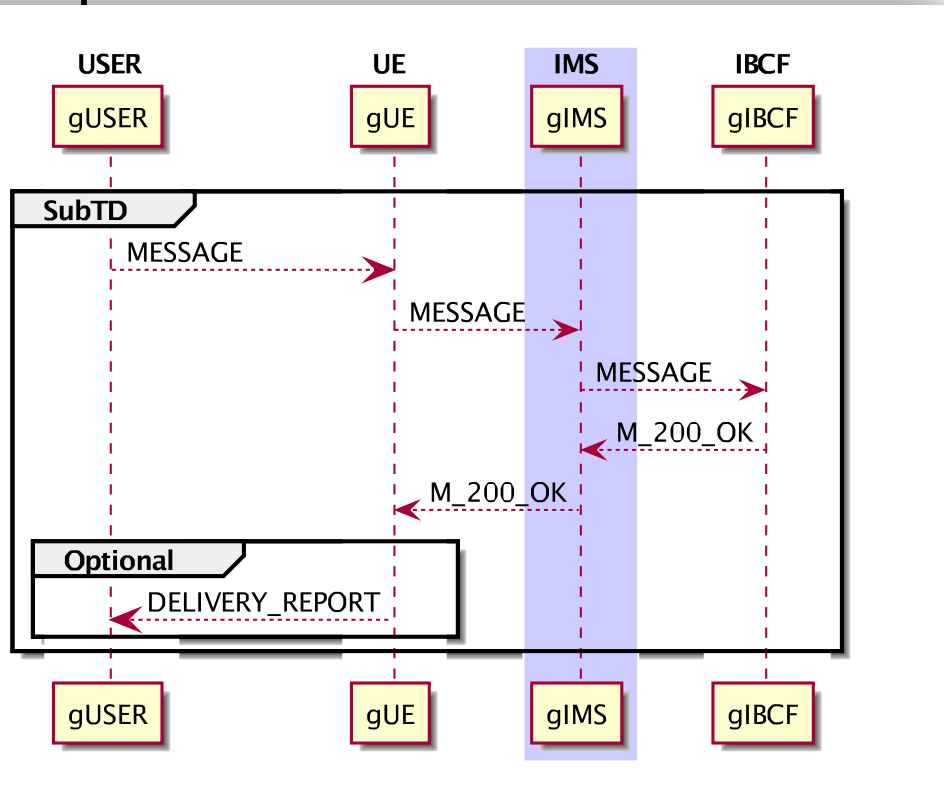 USER UE IMS IBCF
gUSER gUE gIMS gIBCF
SubTD
MESSAGE
MESSAGE
MESSAGE
M_200_OK
M_200_OK
Optional
DELIVERY_REPORT
gUSER gUE gIMS gIBCF